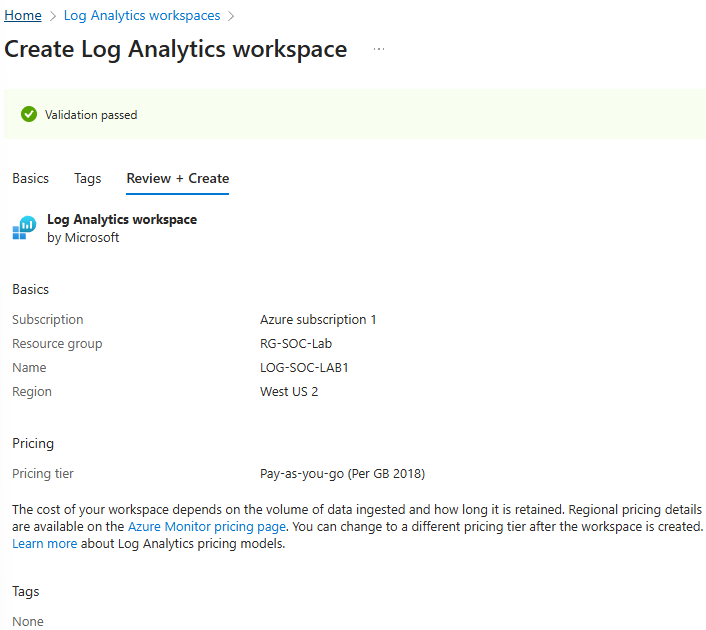 Home > Log Analytics workspaces >
Create Log Analytics workspace ...
Validation passed
Basics Tags Review + Create
Log Analytics workspace
by Microsoft
Basics
Subscription Azure subscription 1
Resource group RG-SOC-Lab
Name LOG-SOC-LAB1
Region West US 2
Pricing
Pricing tier Pay-as-you-go (Per GB 2018)
The cost of your workspace depends on the volume of data ingested and how long it is retained. Regional pricing details
are available on the Azure Monitor pricing page. You can change to a different pricing tier after the workspace is created.
Learn more about Log Analytics pricing models.
Tags
None